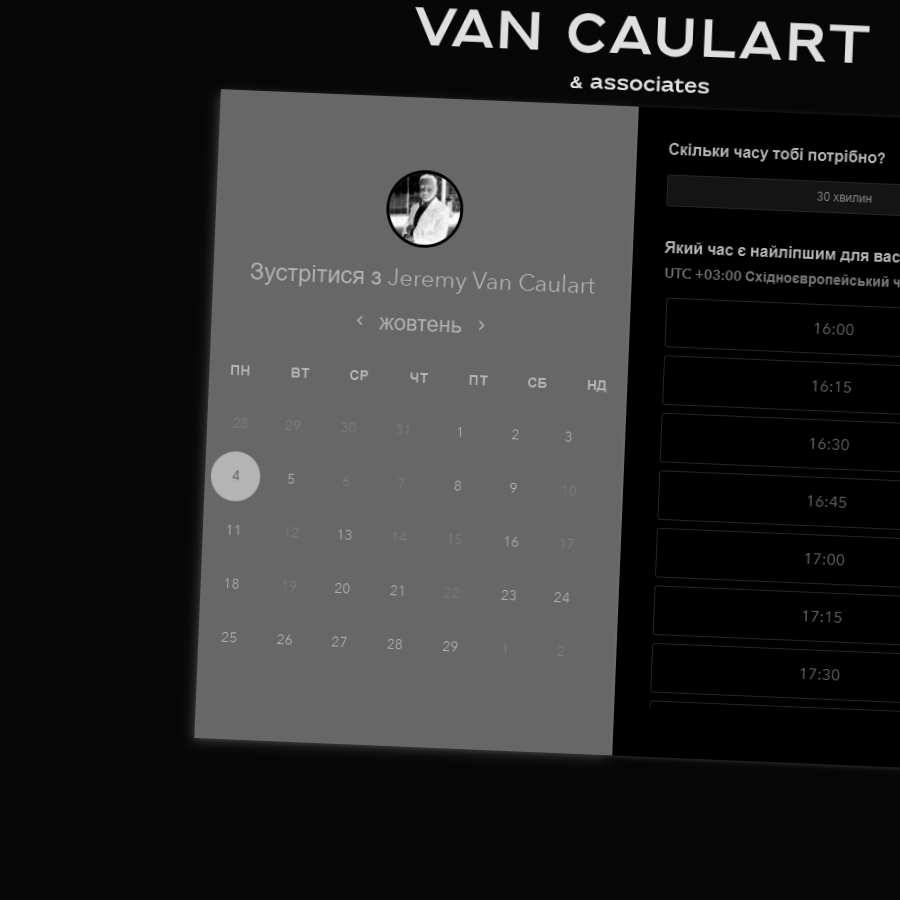 VAN CAULART
& associates
Зустрітися з Jeremy Van Caulart
жовтень
ПН ВТ СР ЧТ ПТ СБ НД
28 29 30 31 1 2 3
4 5 6 7 8 9 10
11 12 13 14 15 16 17
18 19 20 21 22 23 24
25 26 27 28 29 1 2
Скільки часу тобі потрібно?
30 хвилин
Який час є найліпшим для вас
UTC +03:00 Східноєвропейський
16:00
16:15
16:30
16:45
17:00
17:15
17:30